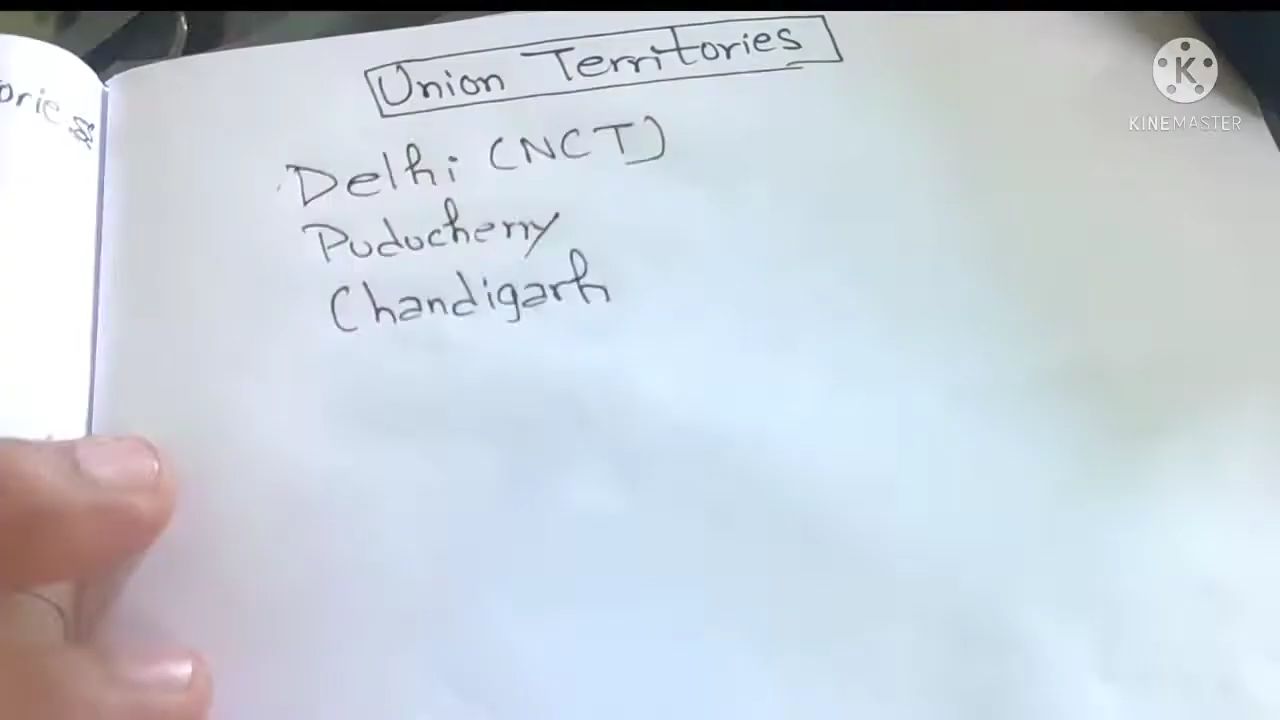 Union Territories
Delhi (NCT)
Puducherry
Chandigarh
KINEMASTER